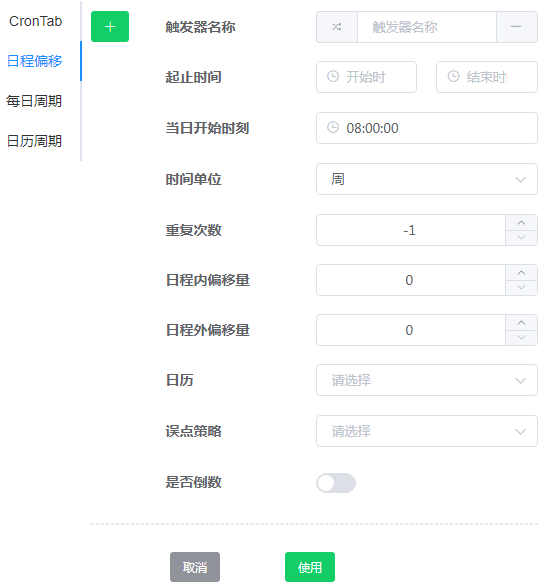 CronTab
日程偏移
每日周期
日历周期
触发器名称
触发器名称
起止时间
开始时
结束时
当日开始时刻
08:00:00
时间单位
周
重复次数
-1
日程内偏移量
0
日程外偏移量
0
日历
请选择
误点策略
请选择
是否倒数
取消
使用